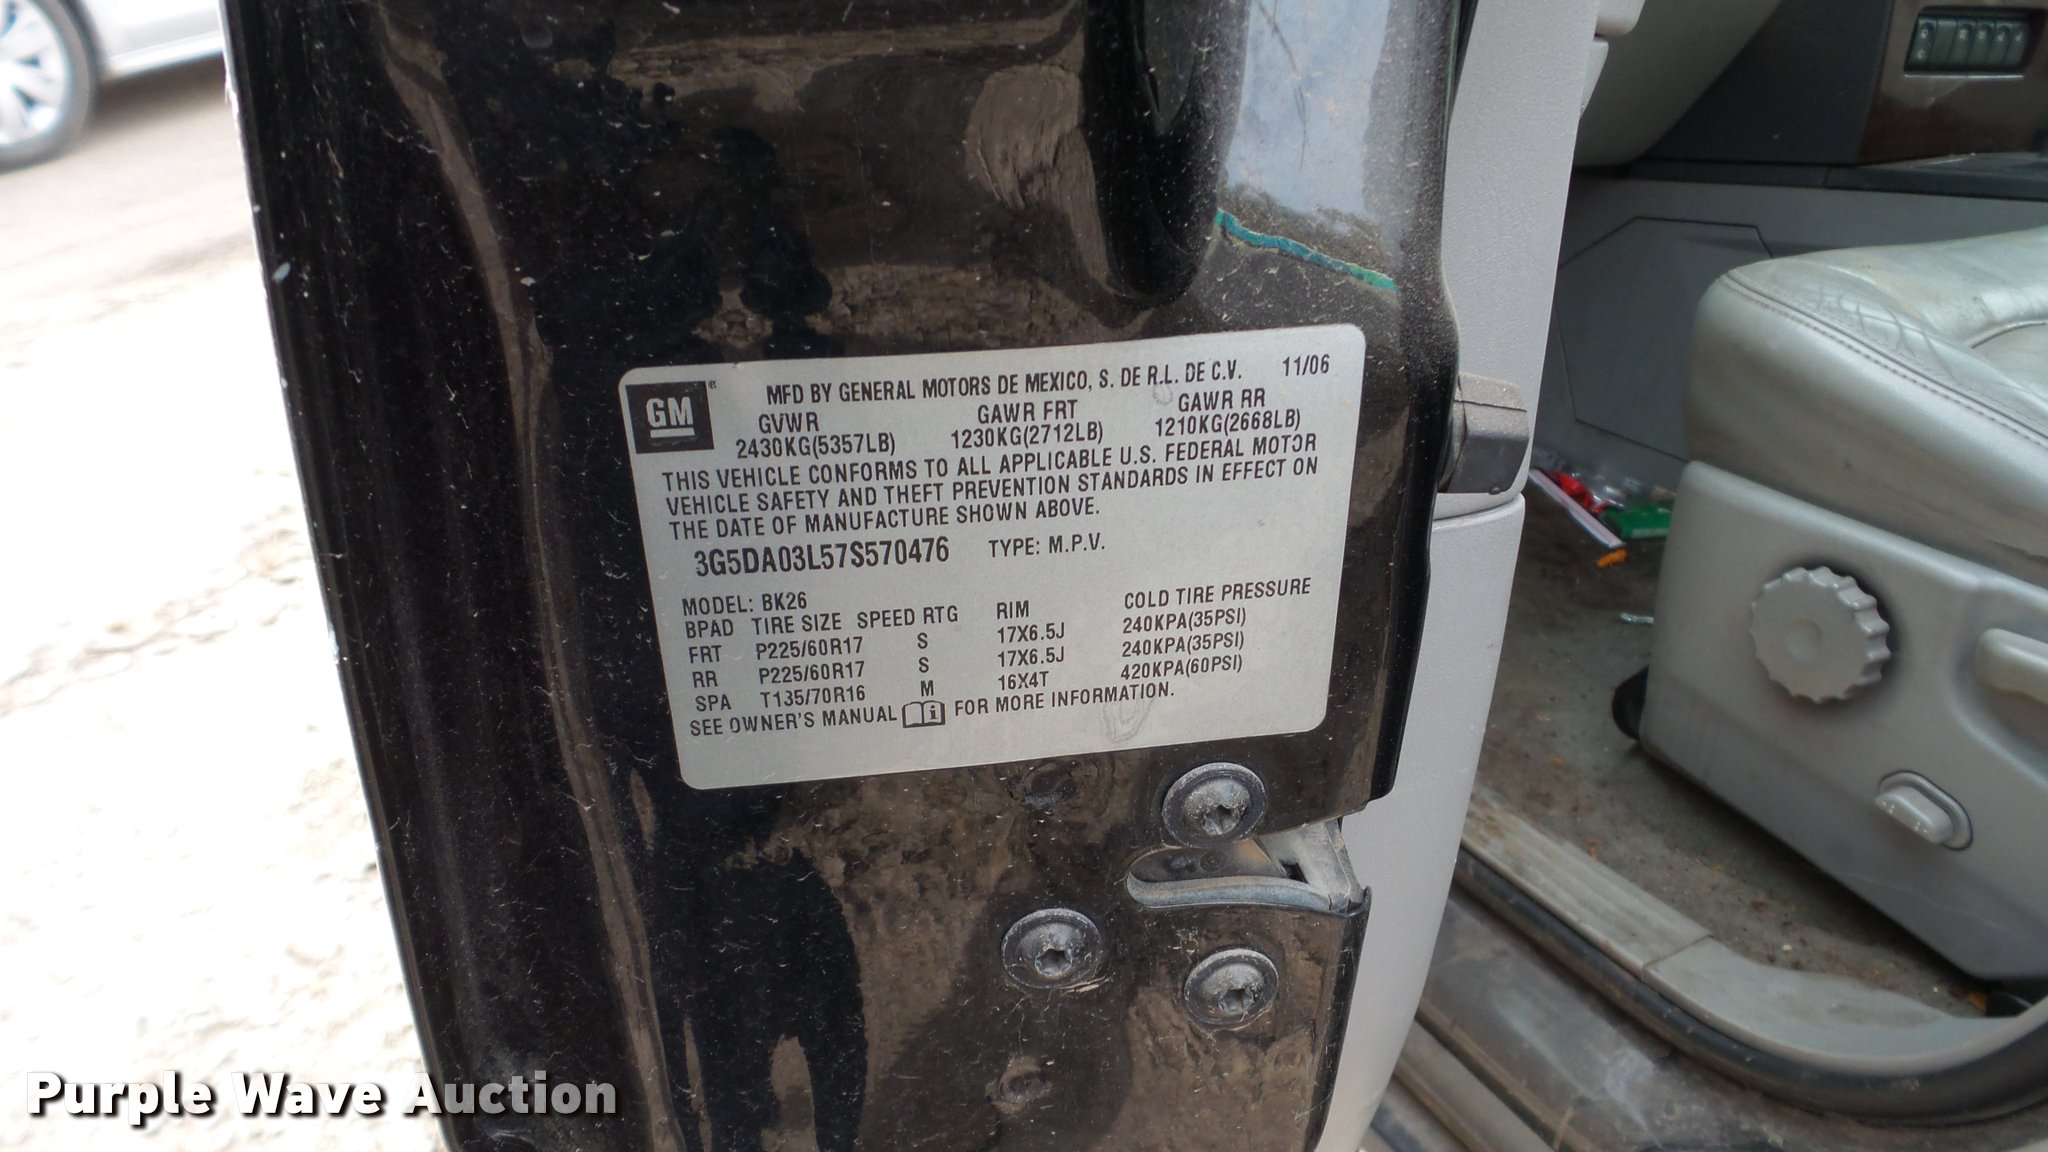 GM
MFD BY GENERAL MOTORS DE MEXICO, S. DE R.L. DE C.V. 11/06
GVWR GAWR FRT GAWR RR
2430KG(5357LB) 1230KG(2712LB) 1210KG(2668LB)
THIS VEHICLE CONFORMS TO ALL APPLICABLE U.S. FEDERAL MOTOR
VEHICLE SAFETY AND THEFT PREVENTION STANDARDS IN EFFECT ON
THE DATE OF MANUFACTURE SHOWN ABOVE.
3G5DA03L57S570476 TYPE: M.P.V.
MODEL: BK26
BPAD TIRE SIZE SPEED RTG RIM COLD TIRE PRESSURE
FRT P225/60R17 S 17X6.5J 240KPA(35PSI)
RR P225/60R17 S 17X6.5J 240KPA(35PSI)
SPA T135/70R16 M 16X4T 420KPA(60PSI)
SEE OWNER'S MANUAL i FOR MORE INFORMATION.
Purple Wave Auction